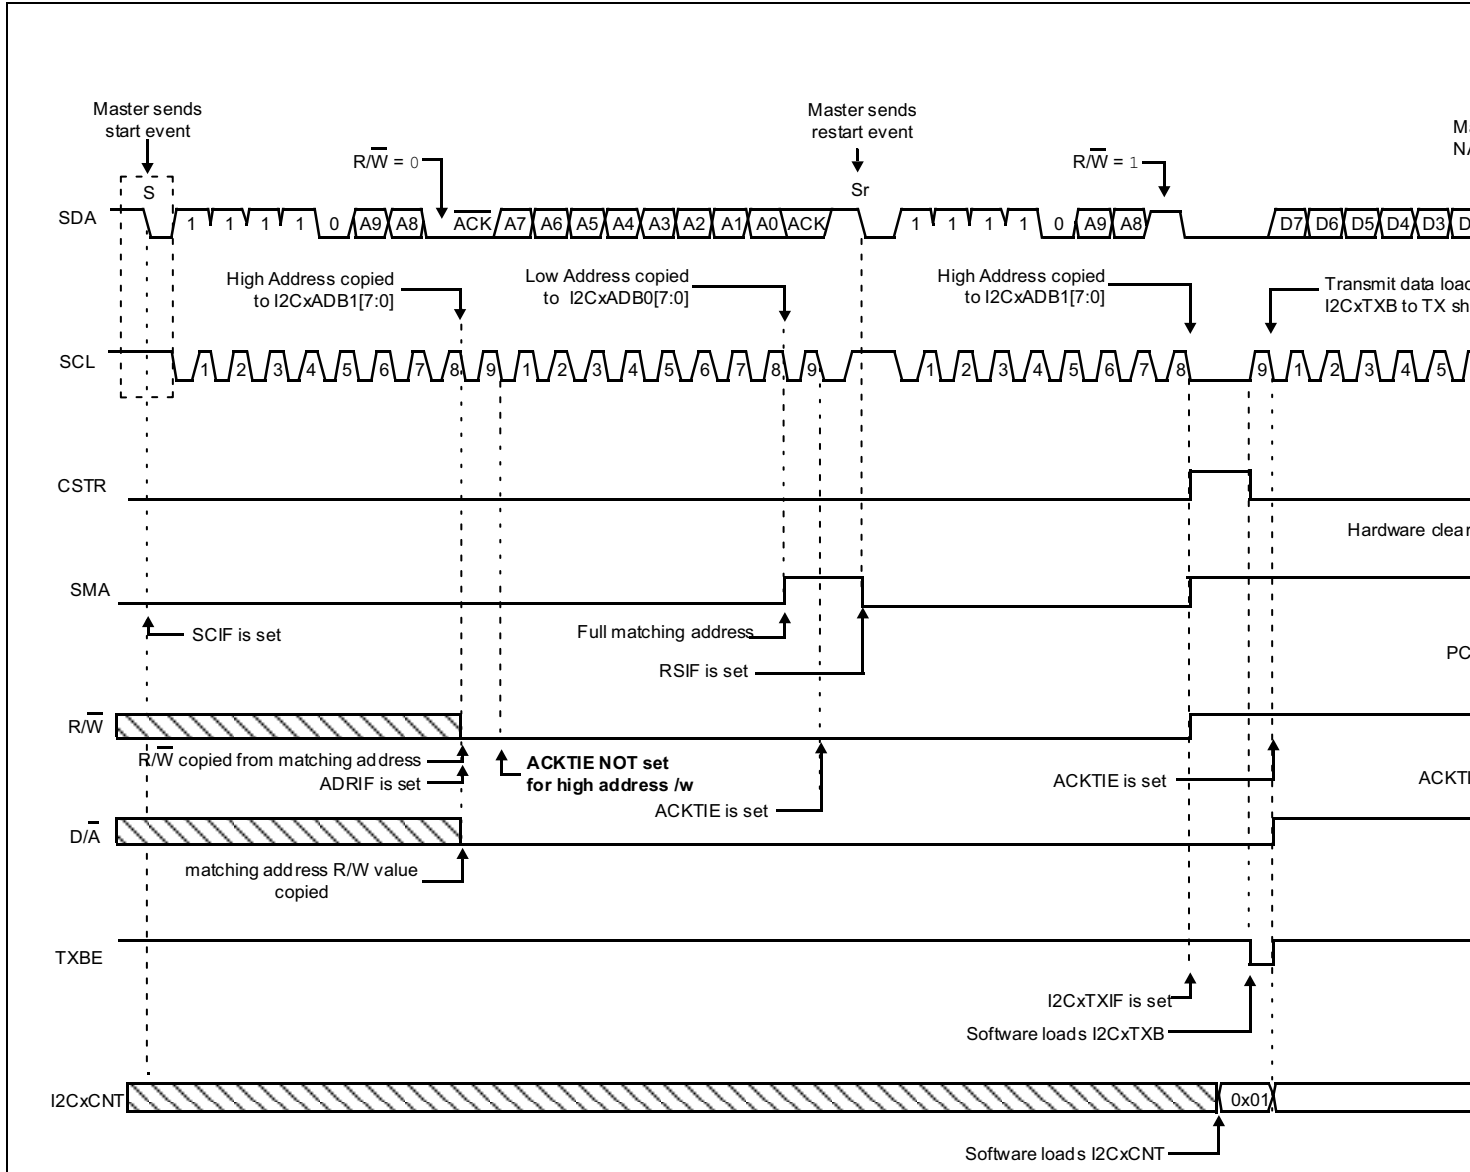 Master sends
start event
Master sends
restart event
R/W = 0
R/W = 1
S
Sr
SDA
1 1 1 1 0 A9 A8 ACK A7 A6 A5 A4 A3 A2 A1 A0 ACK 1 1 1 1 0 A9 A8 D7 D6 D5 D4 D3 D
High Address copied
to I2CxADB1[7:0]
Low Address copied
to I2CxADB0[7:0]
High Address copied
to I2CxADB1[7:0]
Transmit data
I2CxTXB to TX
SCL
1 2 3 4 5 6 7 8 9 1 2 3 4 5 6 7 8 9 1 2 3 4 5 6 7 8 9 1 2 3 4 5
CSTR
Hardware
SMA
SCIF is set
Full matching address
RSIF is set
PC
R/W
R/W copied from matching address
ADRIF is set
ACKTIE NOT set
for high address /w
ACKTIE is set
ACKTIE is set
D/A
matching address R/W value
copied
TXBE
I2CxTXIF is set
Software loads I2CxTXB
I2CxCNT
0x01
Software loads I2CxCNT